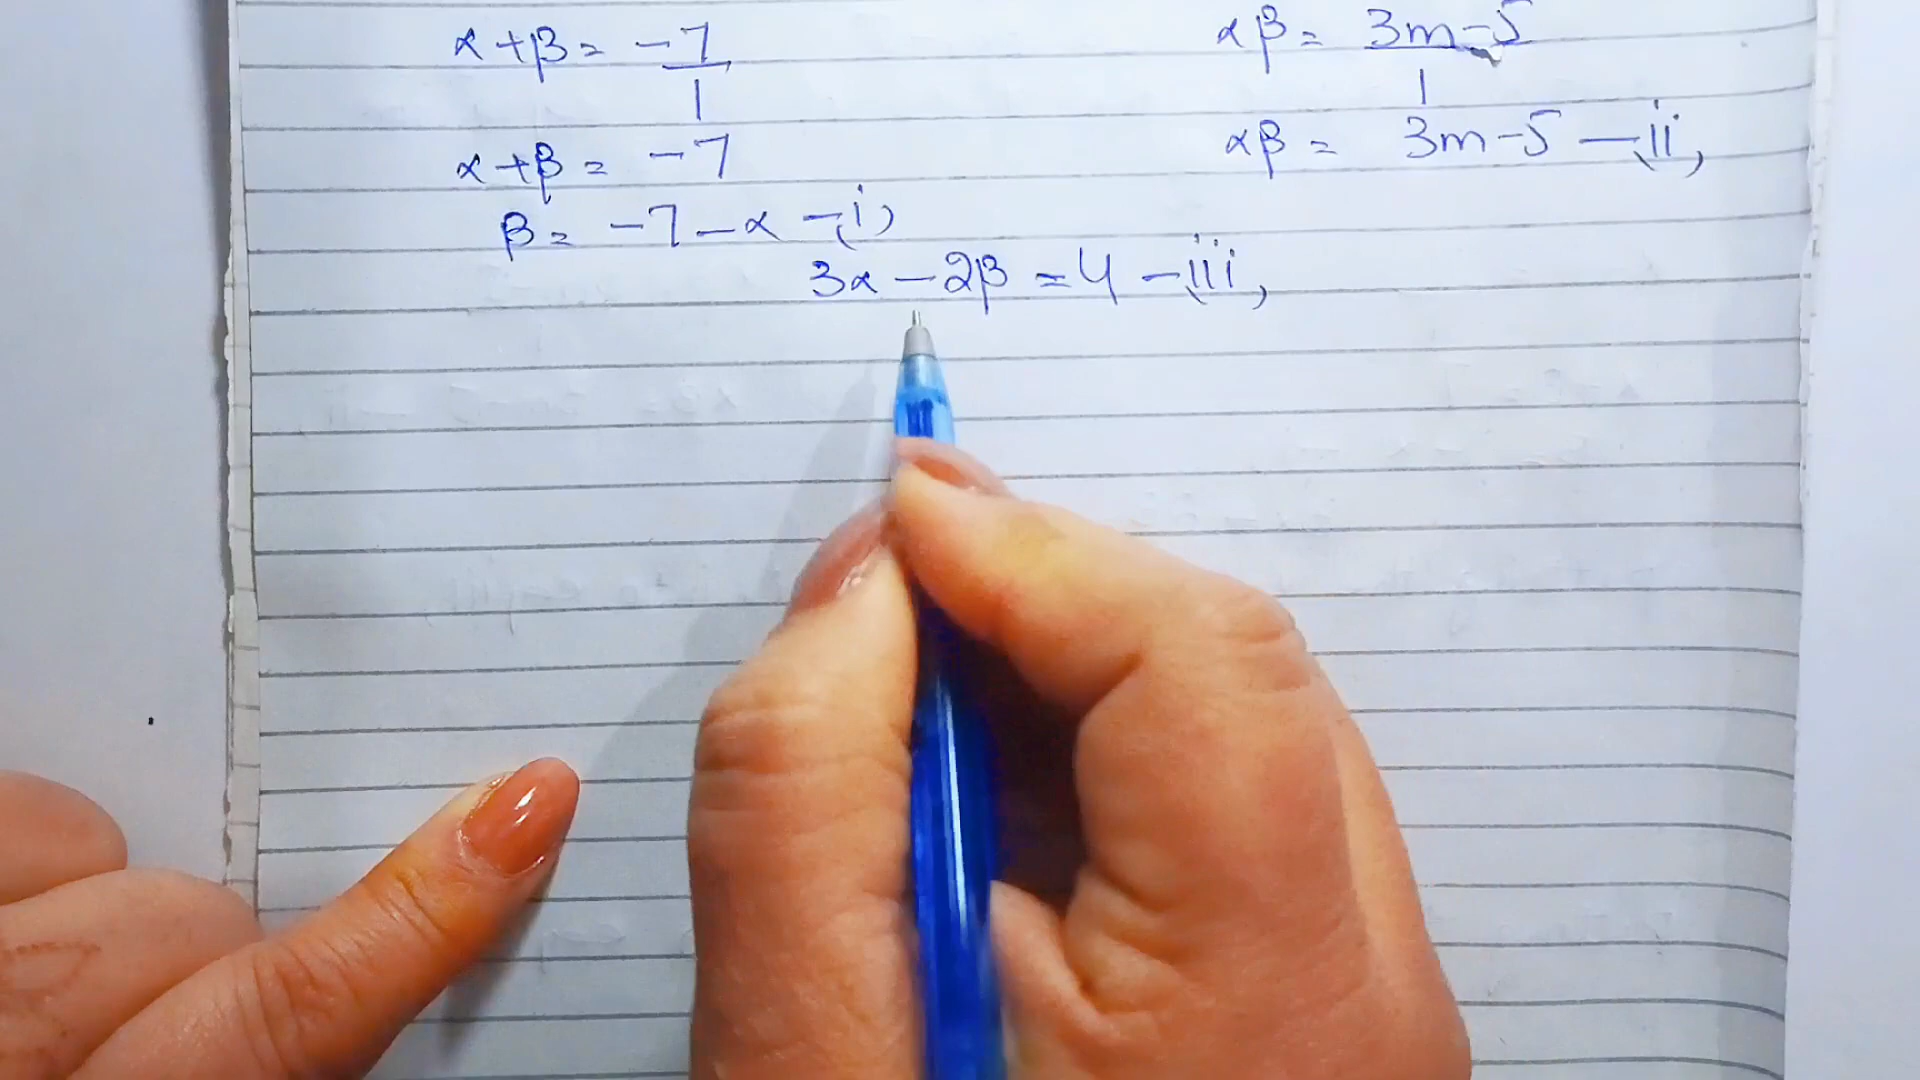 α + β = -7/1
αβ = 3m-5/1
α + β = -7
αβ = 3m-5 — (ii)
β = -7 - α — (i)
3α - 2β = 4 — (iii)